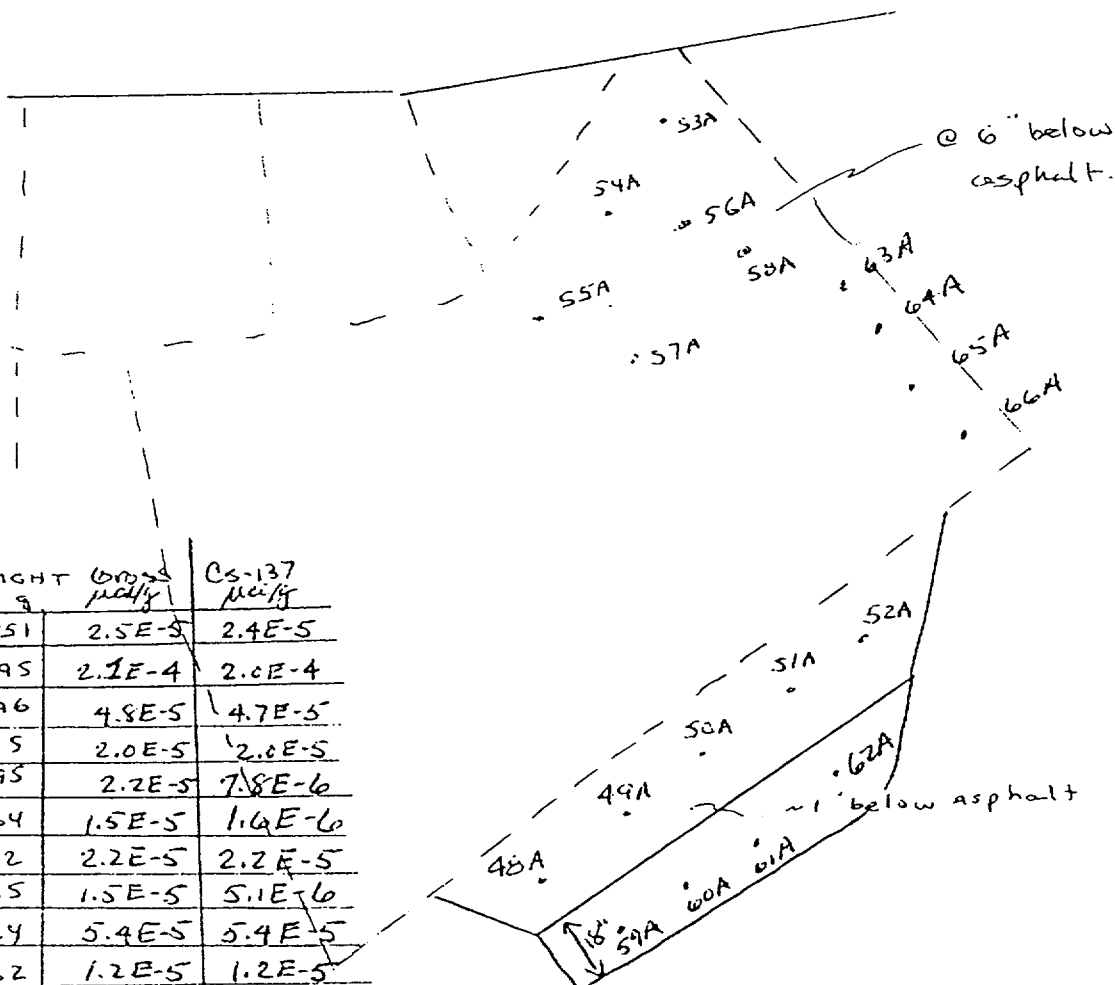 53A
@ 6" below
asphalt.
54A
56A
58A
63A
55A
64A
57A
65A
66A
52A
51A
50A
49A
62A
~1' below asphalt
48A
61A
60A
59A
18"
Gross Cs-137
g µci/g µci/g
51 2.5E-5 2.4E-5
95 2.1E-4 2.0E-4
96 4.8E-5 4.7E-5
5 2.0E-5 2.0E-5
95 2.2E-5 7.8E-6
64 1.5E-5 1.6E-6
2 2.2E-5 2.2E-5
.5 1.5E-5 5.1E-6
.4 5.4E-5 5.4E-5
.2 1.2E-5 1.2E-5